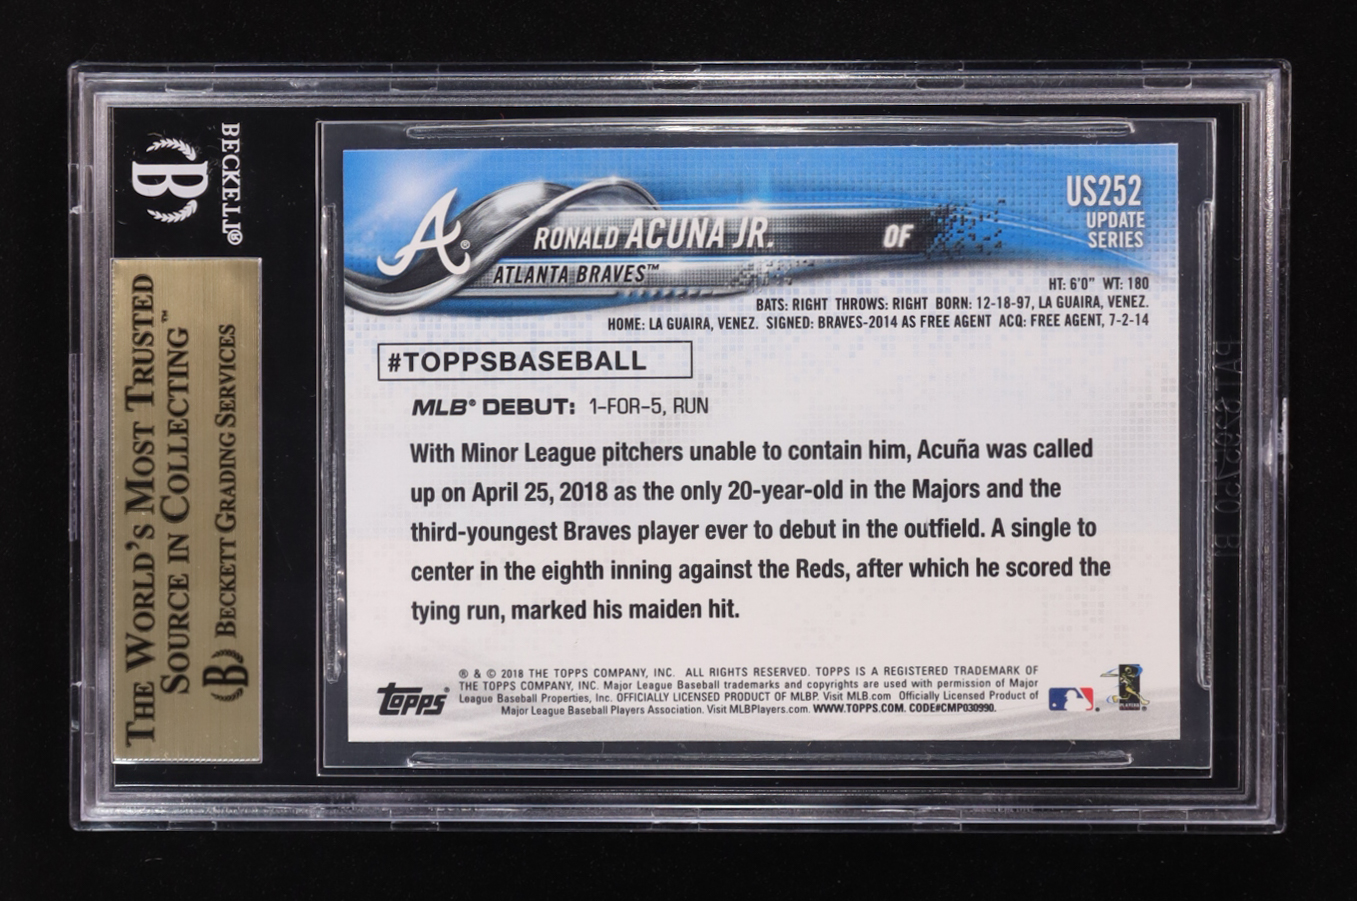 BECKETT®
B
THE WORLD'S MOST TRUSTED
SOURCE IN COLLECTING™
B BECKETT GRADING SERVICES
A®
RONALD ACUNA JR. OF
ATLANTA BRAVES™
US252
UPDATE
SERIES
HT: 6'0" WT: 180
BATS: RIGHT THROWS: RIGHT BORN: 12-18-97, LA GUAIRA, VENEZ.
HOME: LA GUAIRA, VENEZ. SIGNED: BRAVES-2014 AS FREE AGENT ACQ: FREE AGENT, 7-2-14
#TOPPSBASEBALL
MLB® DEBUT: 1-FOR-5, RUN
With Minor League pitchers unable to contain him, Acuña was called
up on April 25, 2018 as the only 20-year-old in the Majors and the
third-youngest Braves player ever to debut in the outfield. A single to
center in the eighth inning against the Reds, after which he scored the
tying run, marked his maiden hit.
topps®
® & © 2018 THE TOPPS COMPANY, INC. ALL RIGHTS RESERVED. TOPPS IS A REGISTERED TRADEMARK OF
THE TOPPS COMPANY, INC. Major League Baseball trademarks and copyrights are used with permission of Major
League Baseball Properties, Inc. OFFICIALLY LICENSED PRODUCT OF MLBP. Visit MLB.com Officially Licensed Product of
Major League Baseball Players Association. Visit MLBPlayers.com. WWW.TOPPS.COM. CODE#CMP030990.